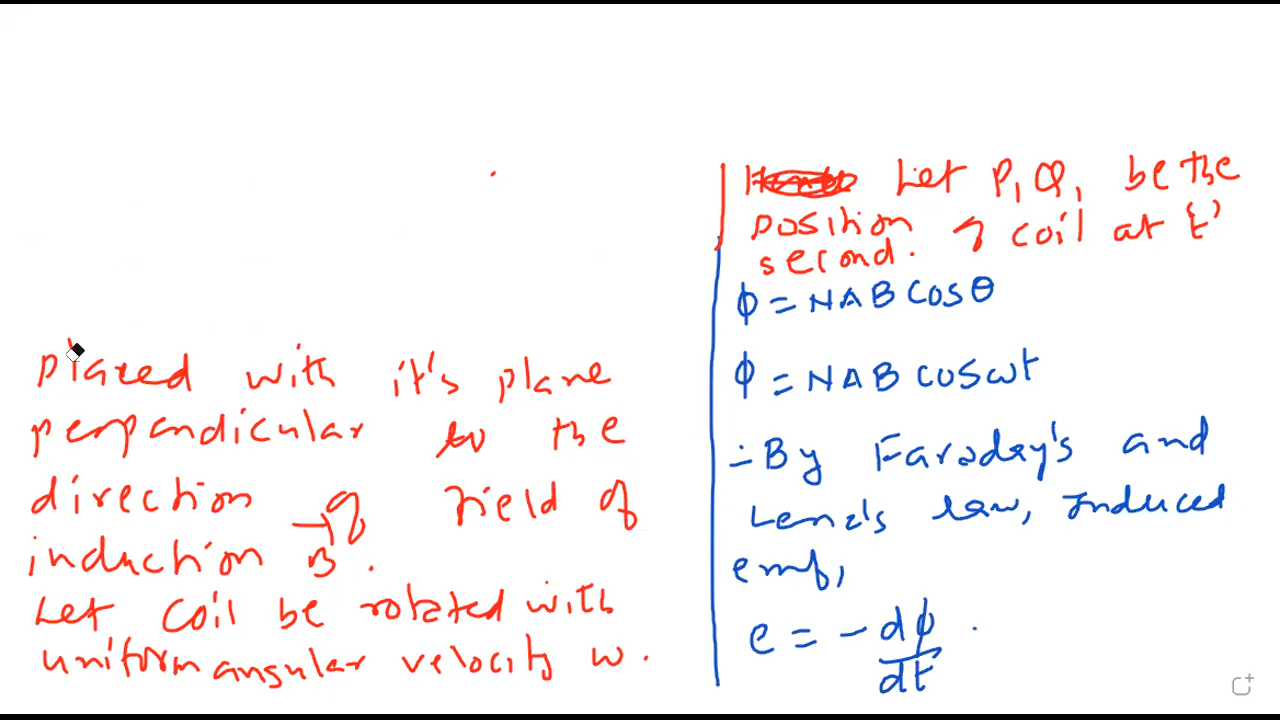 placed with it's plane
perpendicular to the
direction of field of
induction B.
Let coil be rotated with
uniform angular velocity ω.
Let P₁ Q₁ be the
position of coil at 't'
second.
ϕ = NAB cosθ
ϕ = NAB cosωt
∴ By Faraday's and
Lenz's law, Induced
emf,
e = -dϕ/dt.